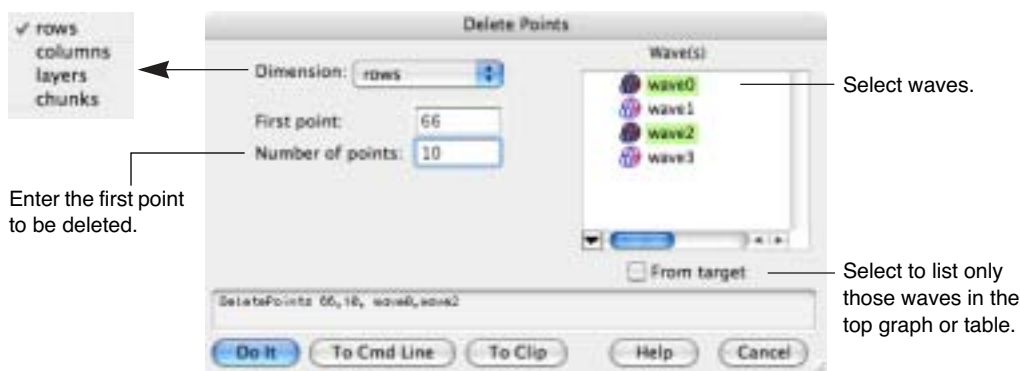 ✓ rows
columns
layers
chunks
Delete Points
Dimension: rows
First point: 66
Number of points: 10
Enter the first point
to be deleted.
Wave(s)
wave0
wave1
wave2
wave3
Select waves.
From target
Select to list only
those waves in the
top graph or table.
DeletePoints 66,10, wave0,wave2
Do It
To Cmd Line
To Clip
Help
Cancel